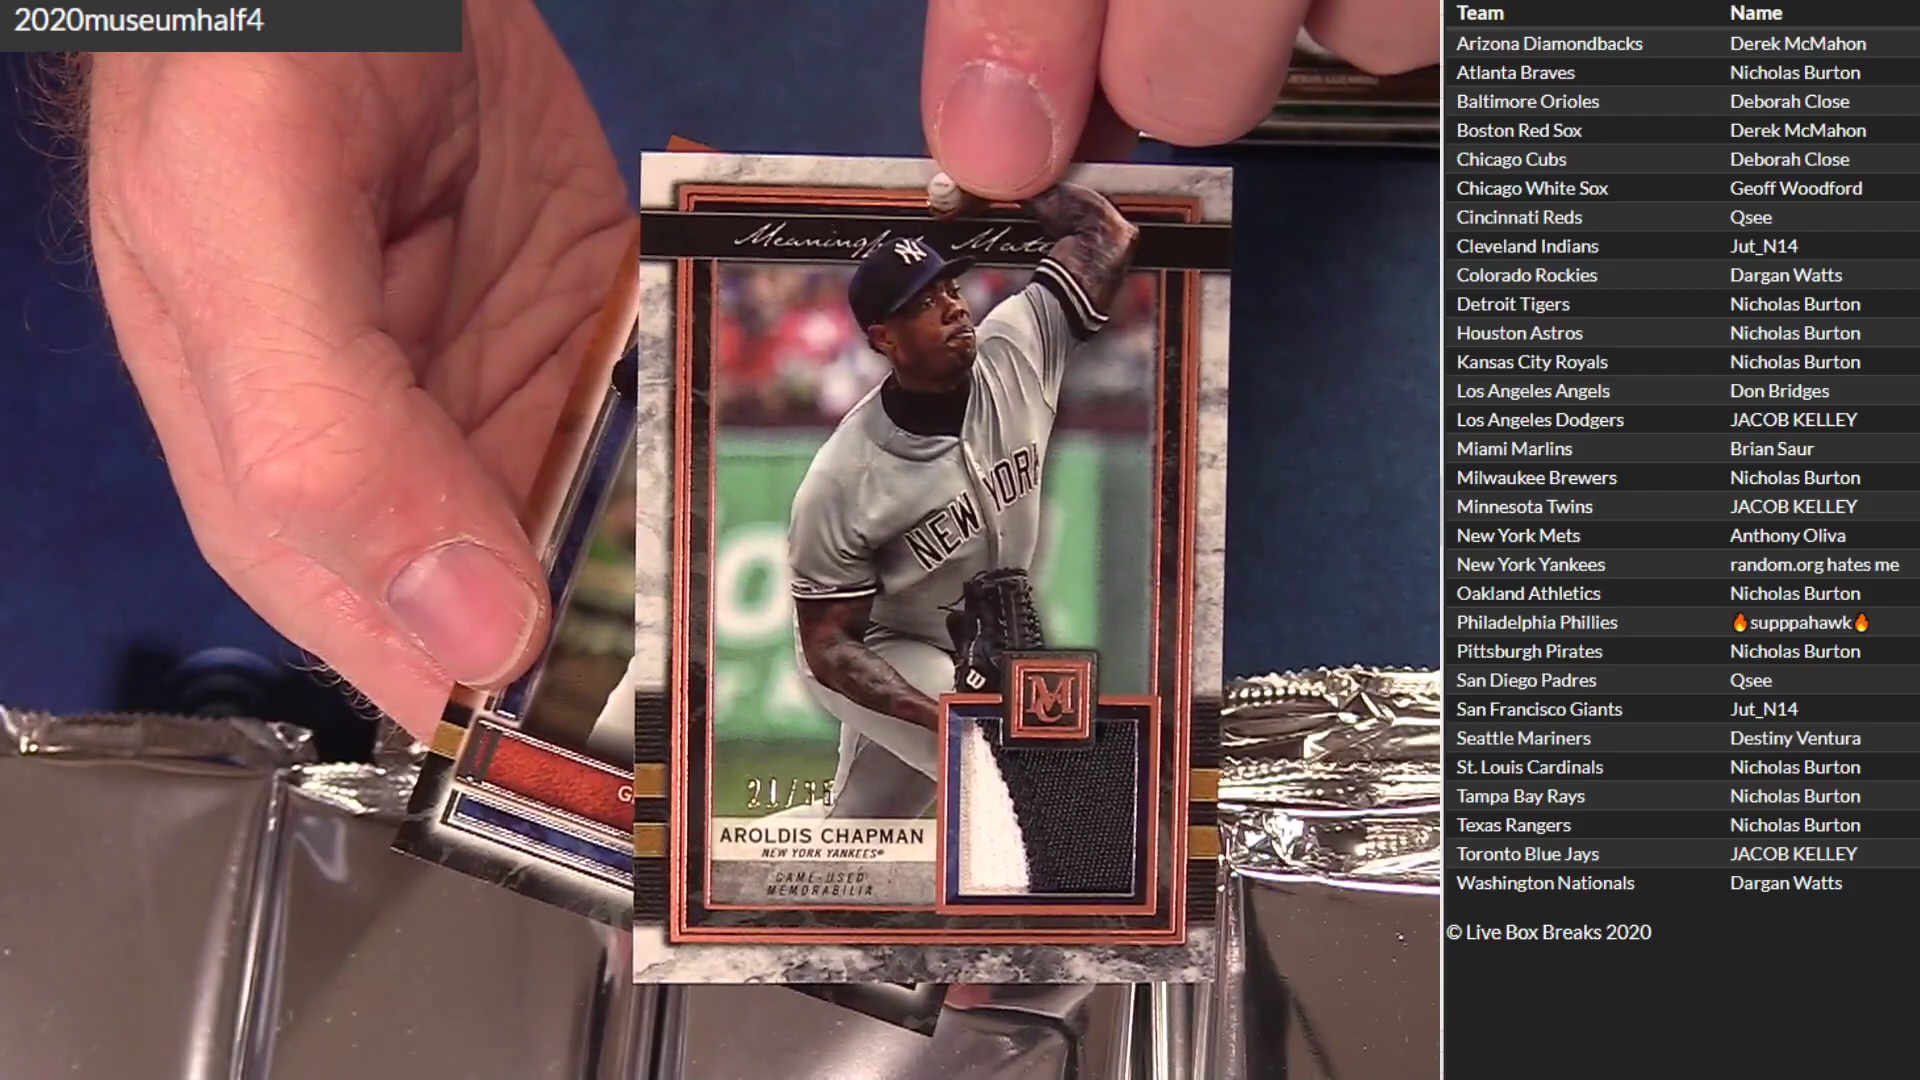 2020museumhalf4
NY
NEW YORK
W
MC
AROLDIS CHAPMAN
NEW YORK YANKEES®
GAME-USED
MEMORABILIA
Team Name
Arizona Diamondbacks Derek McMahon
Atlanta Braves Nicholas Burton
Baltimore Orioles Deborah Close
Boston Red Sox Derek McMahon
Chicago Cubs Deborah Close
Chicago White Sox Geoff Woodford
Cincinnati Reds Qsee
Cleveland Indians Jut_N14
Colorado Rockies Dargan Watts
Detroit Tigers Nicholas Burton
Houston Astros Nicholas Burton
Kansas City Royals Nicholas Burton
Los Angeles Angels Don Bridges
Los Angeles Dodgers JACOB KELLEY
Miami Marlins Brian Saur
Milwaukee Brewers Nicholas Burton
Minnesota Twins JACOB KELLEY
New York Mets Anthony Oliva
New York Yankees random.org hates me
Oakland Athletics Nicholas Burton
Philadelphia Phillies 🔥supppahawk🔥
Pittsburgh Pirates Nicholas Burton
San Diego Padres Qsee
San Francisco Giants Jut_N14
Seattle Mariners Destiny Ventura
St. Louis Cardinals Nicholas Burton
Tampa Bay Rays Nicholas Burton
Texas Rangers Nicholas Burton
Toronto Blue Jays JACOB KELLEY
Washington Nationals Dargan Watts
© Live Box Breaks 2020